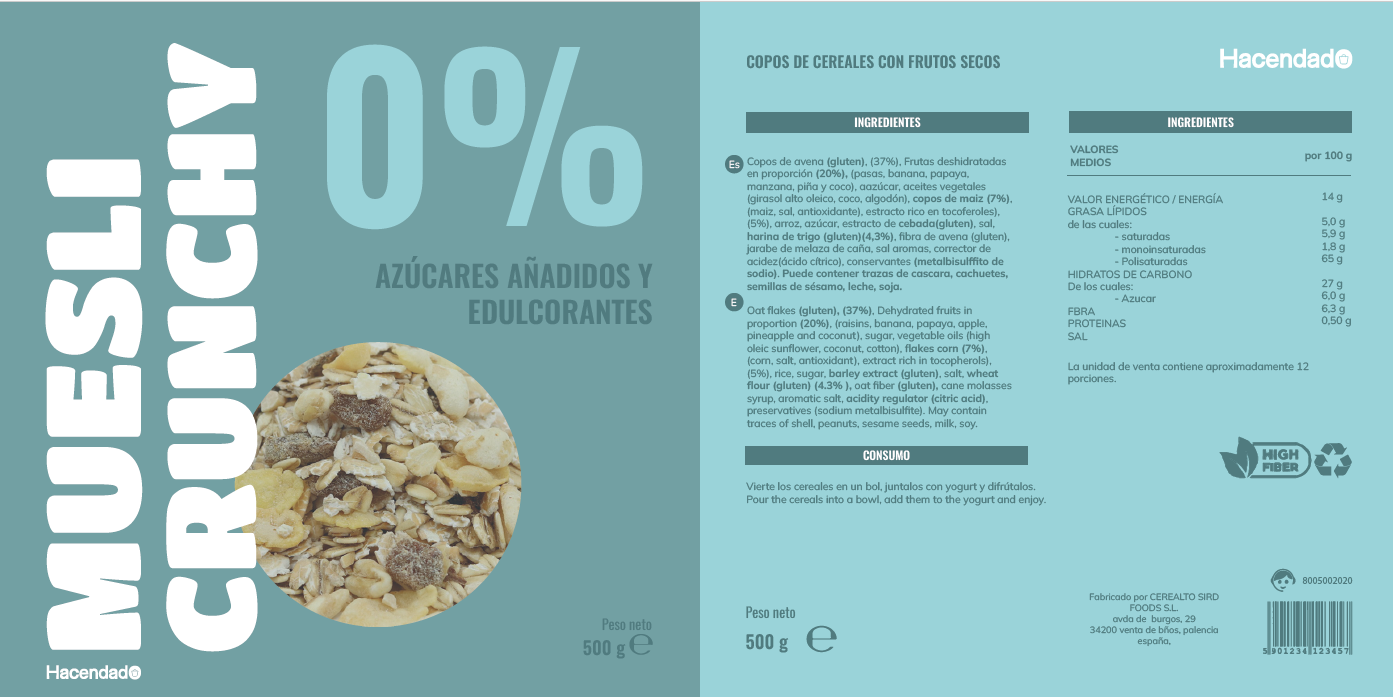 MUESLI
CRUNCHY
0%
AZÚCARES AÑADIDOS Y
EDULCORANTES
Peso neto
500 g ℮
Hacendado
COPOS DE CEREALES CON FRUTOS SECOS
Hacendado
INGREDIENTES
Es
Copos de avena (gluten), (37%), Frutas deshidratadas
en proporción (20%), (pasas, banana, papaya,
manzana, piña y coco), aazúcar, aceites vegetales
(girasol alto oleico, coco, algodón), copos de maiz (7%),
(maiz, sal, antioxidante), estracto rico en tocoferoles),
(5%), arroz, azúcar, estracto de cebada(gluten), sal,
harina de trigo (gluten)(4,3%), fibra de avena (gluten),
jarabe de melaza de caña, sal aromas, corrector de
acidez(ácido cítrico), conservantes (metalbisulffito de
sodio). Puede contener trazas de cascara, cachuetes,
semillas de sésamo, leche, soja.
E
Oat flakes (gluten), (37%). Dehydrated fruits in
proportion (20%), (raisins, banana, papaya, apple,
pineapple and coconut), sugar, vegetable oils (high
oleic sunflower, coconut, cotton), flakes corn (7%),
(corn, salt, antioxidant), extract rich in tocopherols),
(5%), rice, sugar, barley extract (gluten), salt, wheat
flour (gluten) (4.3% ), oat fiber (gluten), cane molasses
syrup, aromatic salt, acidity regulator (citric acid),
preservatives (sodium metalbisulfite). May contain
traces of shell, peanuts, sesame seeds, milk, soy.
CONSUMO
Vierte los cereales en un bol, juntalos con yogurt y difrútalos.
Pour the cereals into a bowl, add them to the yogurt and enjoy.
Peso neto
500 g ℮
INGREDIENTES
VALORES
MEDIOS
por 100 g
VALOR ENERGÉTICO / ENERGÍA 14 g
GRASA LÍPIDOS
de las cuales: 5,0 g
- saturadas 5,9 g
- monoinsaturadas 1,8 g
- Polisaturadas 65 g
HIDRATOS DE CARBONO
De los cuales: 27 g
- Azucar 6,0 g
FBRA 6,3 g
PROTEINAS 0,50 g
SAL
La unidad de venta contiene aproximadamente 12
porciones.
HIGH
FIBER
Fabricado por CEREALTO SIRD
FOODS S.L.
avda de burgos, 29
34200 venta de bños, palencia
españa,
8005002020
5 901234 123457